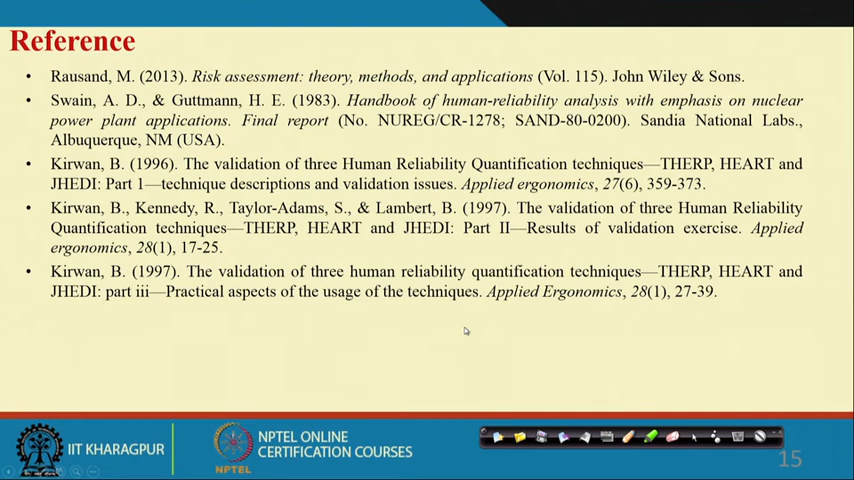 Reference
• Rausand, M. (2013). Risk assessment: theory, methods, and applications (Vol. 115). John Wiley & Sons.
• Swain, A. D., & Guttmann, H. E. (1983). Handbook of human-reliability analysis with emphasis on nuclear
power plant applications. Final report (No. NUREG/CR-1278; SAND-80-0200). Sandia National Labs.,
Albuquerque, NM (USA).
• Kirwan, B. (1996). The validation of three Human Reliability Quantification techniques—THERP, HEART and
JHEDI: Part 1—technique descriptions and validation issues. Applied ergonomics, 27(6), 359-373.
• Kirwan, B., Kennedy, R., Taylor-Adams, S., & Lambert, B. (1997). The validation of three Human Reliability
Quantification techniques—THERP, HEART and JHEDI: Part II—Results of validation exercise. Applied
ergonomics, 28(1), 17-25.
• Kirwan, B. (1997). The validation of three human reliability quantification techniques—THERP, HEART and
JHEDI: part iii—Practical aspects of the usage of the techniques. Applied Ergonomics, 28(1), 27-39.
IIT KHARAGPUR
NPTEL
NPTEL ONLINE
CERTIFICATION COURSES
15